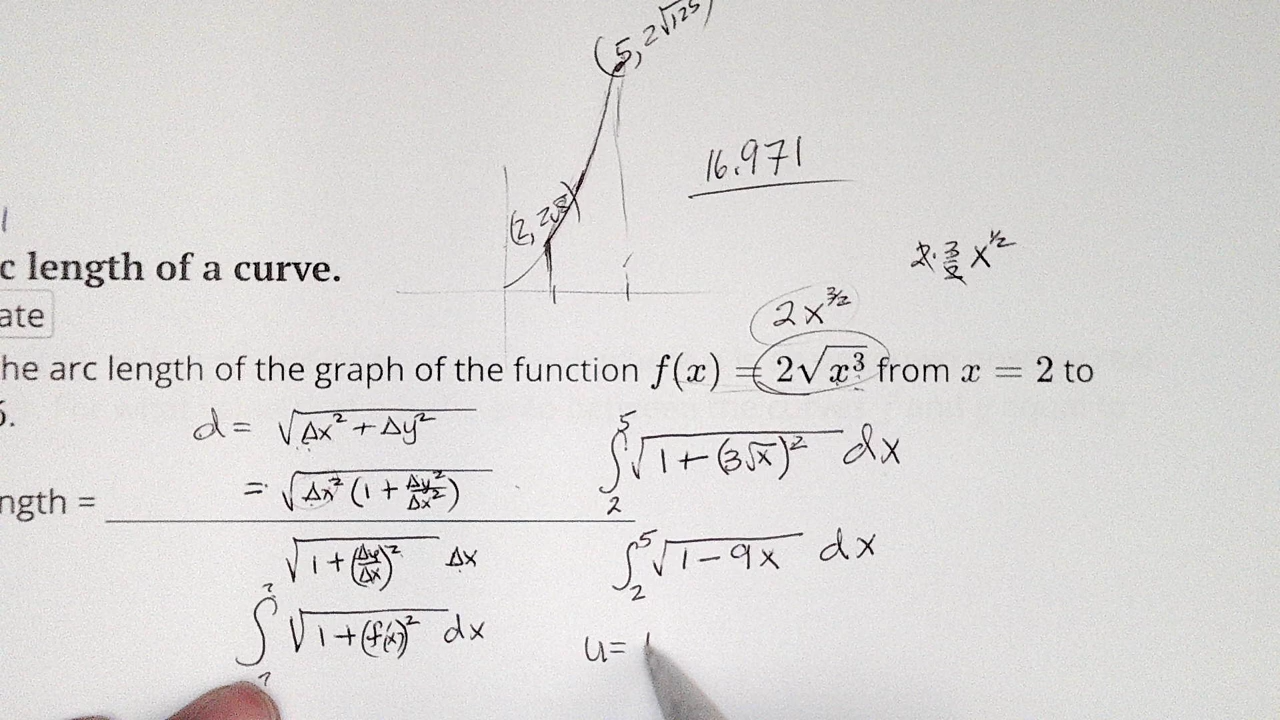 (5, 2√125)
16.971
(2, 2√8)
c length of a curve.
2·3/2 x^1/2
ate
2x^3/2
he arc length of the graph of the function f(x) = 2√x³ from x = 2 to
5.
d = √Δx² + Δy²
= √Δx² (1 + Δy²/Δx²)
ngth =
√1 + (Δy/Δx)² Δx
∫ ? ? √1 + (f'(x))² dx
∫₂⁵ √1 + (3√x)² dx
∫₂⁵ √1 - 9x dx
u =